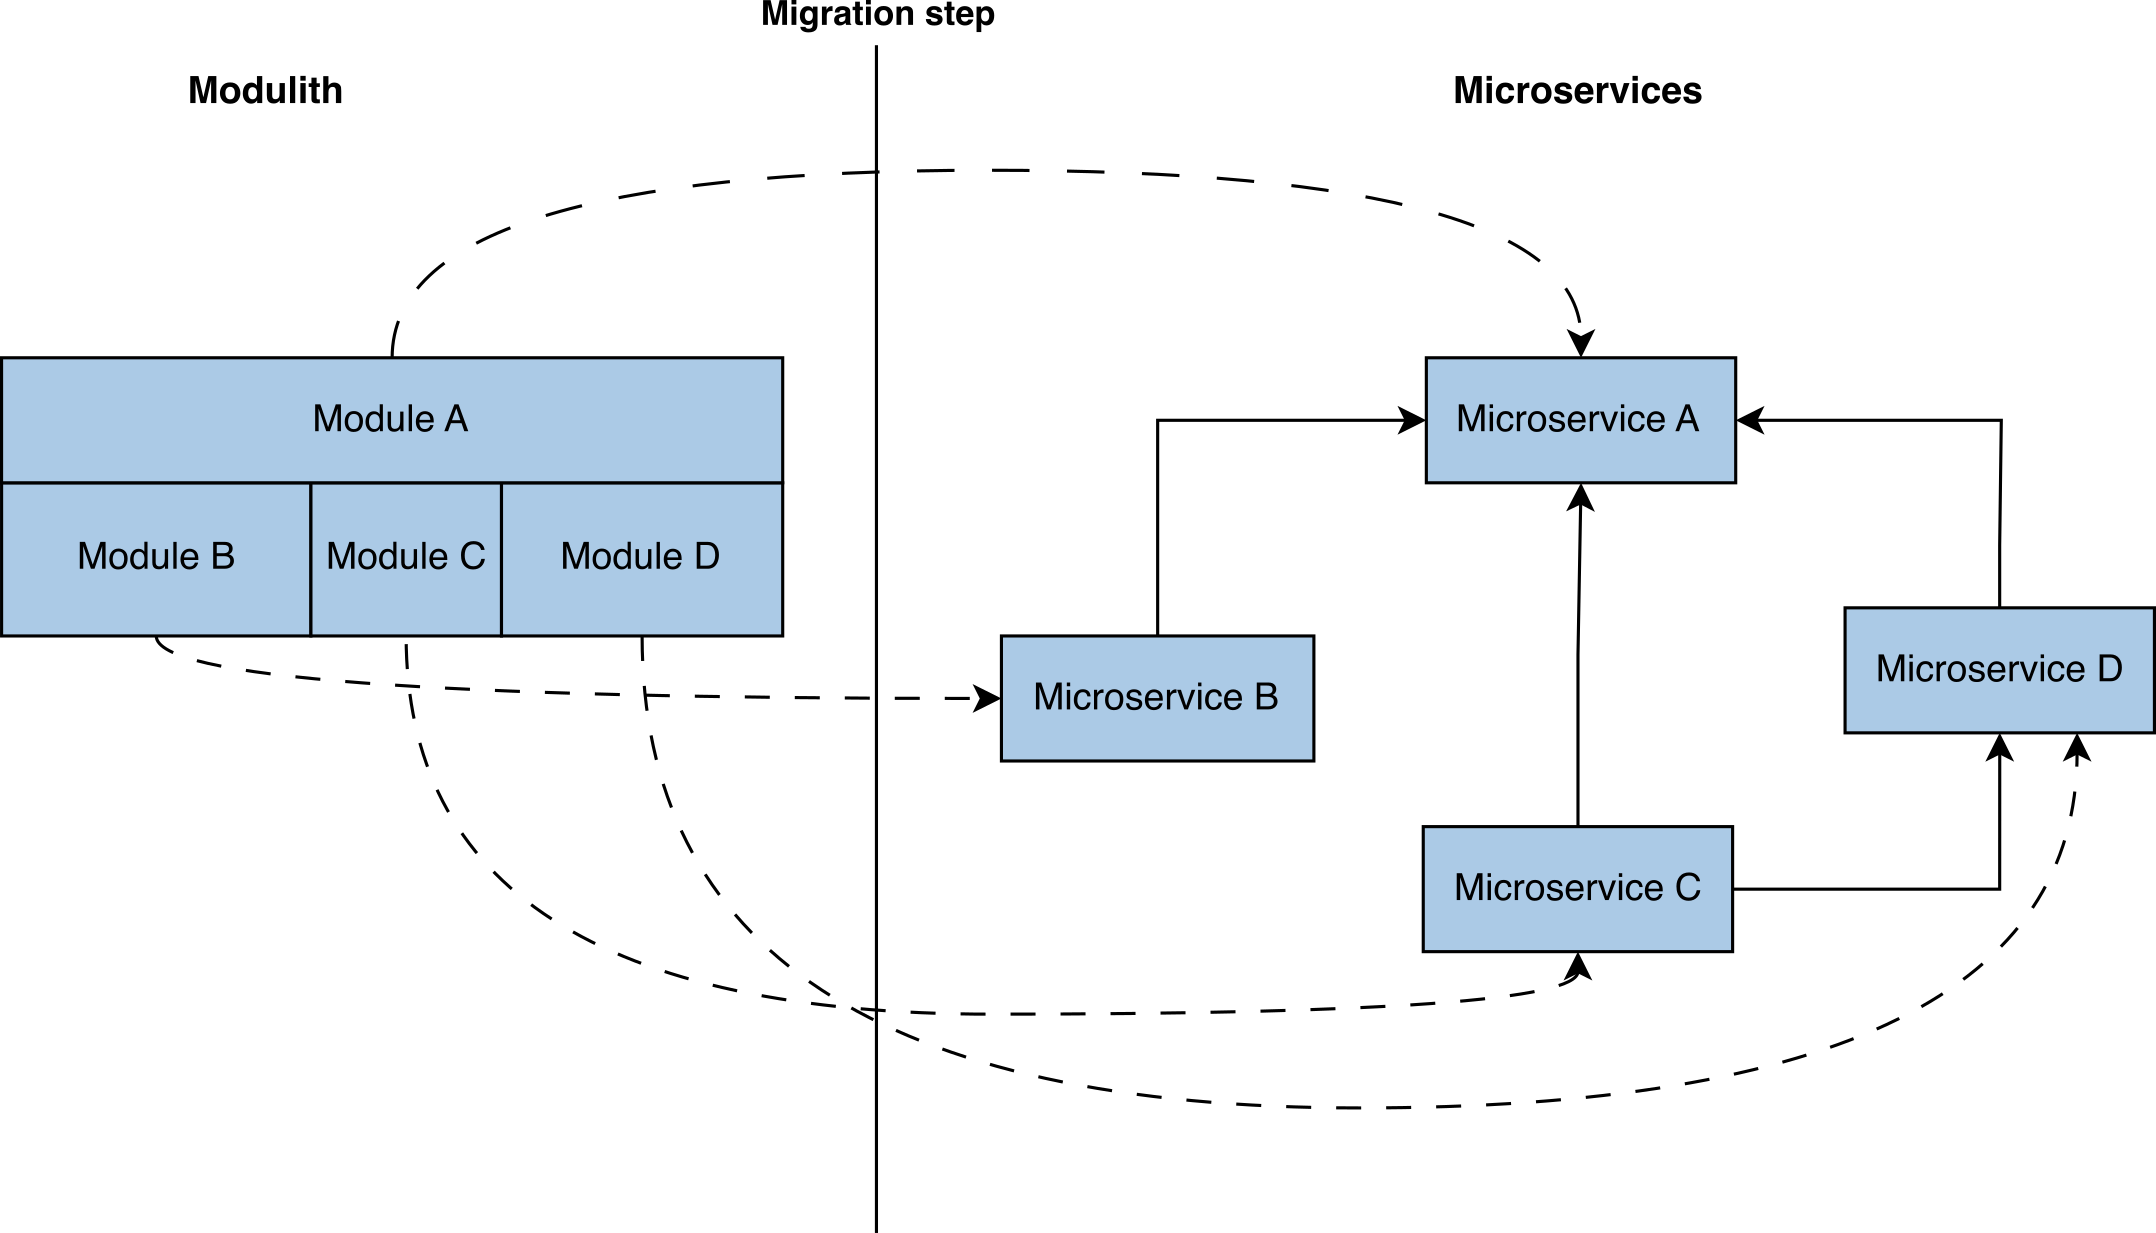 Migration step
Modulith
Microservices
Module A
Module B
Module C
Module D
Microservice A
Microservice B
Microservice D
Microservice C